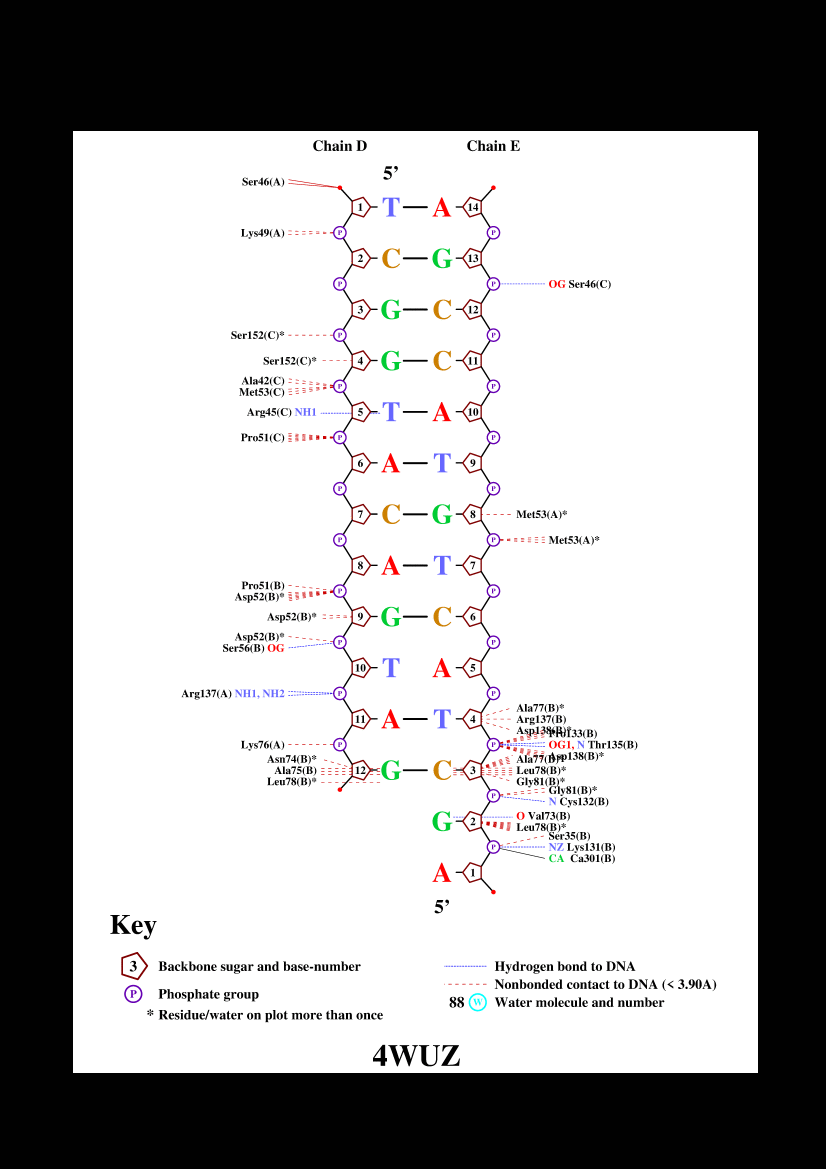 Chain D Chain E
5’
Ser46(A)
1 T A 14
Lys49(A) P P
2 C G 13
P P OG Ser46(C)
3 G C 12
Ser152(C)* P P
Ser152(C)* 4 G C 11
Ala42(C)
Met53(C) P P
Arg45(C) NH1 5 T A 10
Pro51(C) P P
6 A T 9
P P
7 C G 8 Met53(A)*
P P Met53(A)*
8 A T 7
Pro51(B)
Asp52(B)* P P
Asp52(B)* 9 G C 6
Asp52(B)*
Ser56(B) OG P P
10 T A 5
Arg137(A) NH1, NH2 P P
Ala77(B)*
11 A T 4 Arg137(B)
Asp138(B)*
Pro133(B)
Lys76(A) P P OG1, N Thr135(B)
Asp138(B)*
Asn74(B)* Ala77(B)*
Ala75(B) 12 G C 3 Leu78(B)*
Leu78(B)* Gly81(B)*
Gly81(B)*
P N Cys132(B)
O Val73(B)
G 2 Leu78(B)*
Ser35(B)
P NZ Lys131(B)
CA Ca301(B)
A 1
5’
Key
3 Backbone sugar and base-number
P Phosphate group
* Residue/water on plot more than once
Hydrogen bond to DNA
Nonbonded contact to DNA (< 3.90A)
88 W Water molecule and number
4WUZ